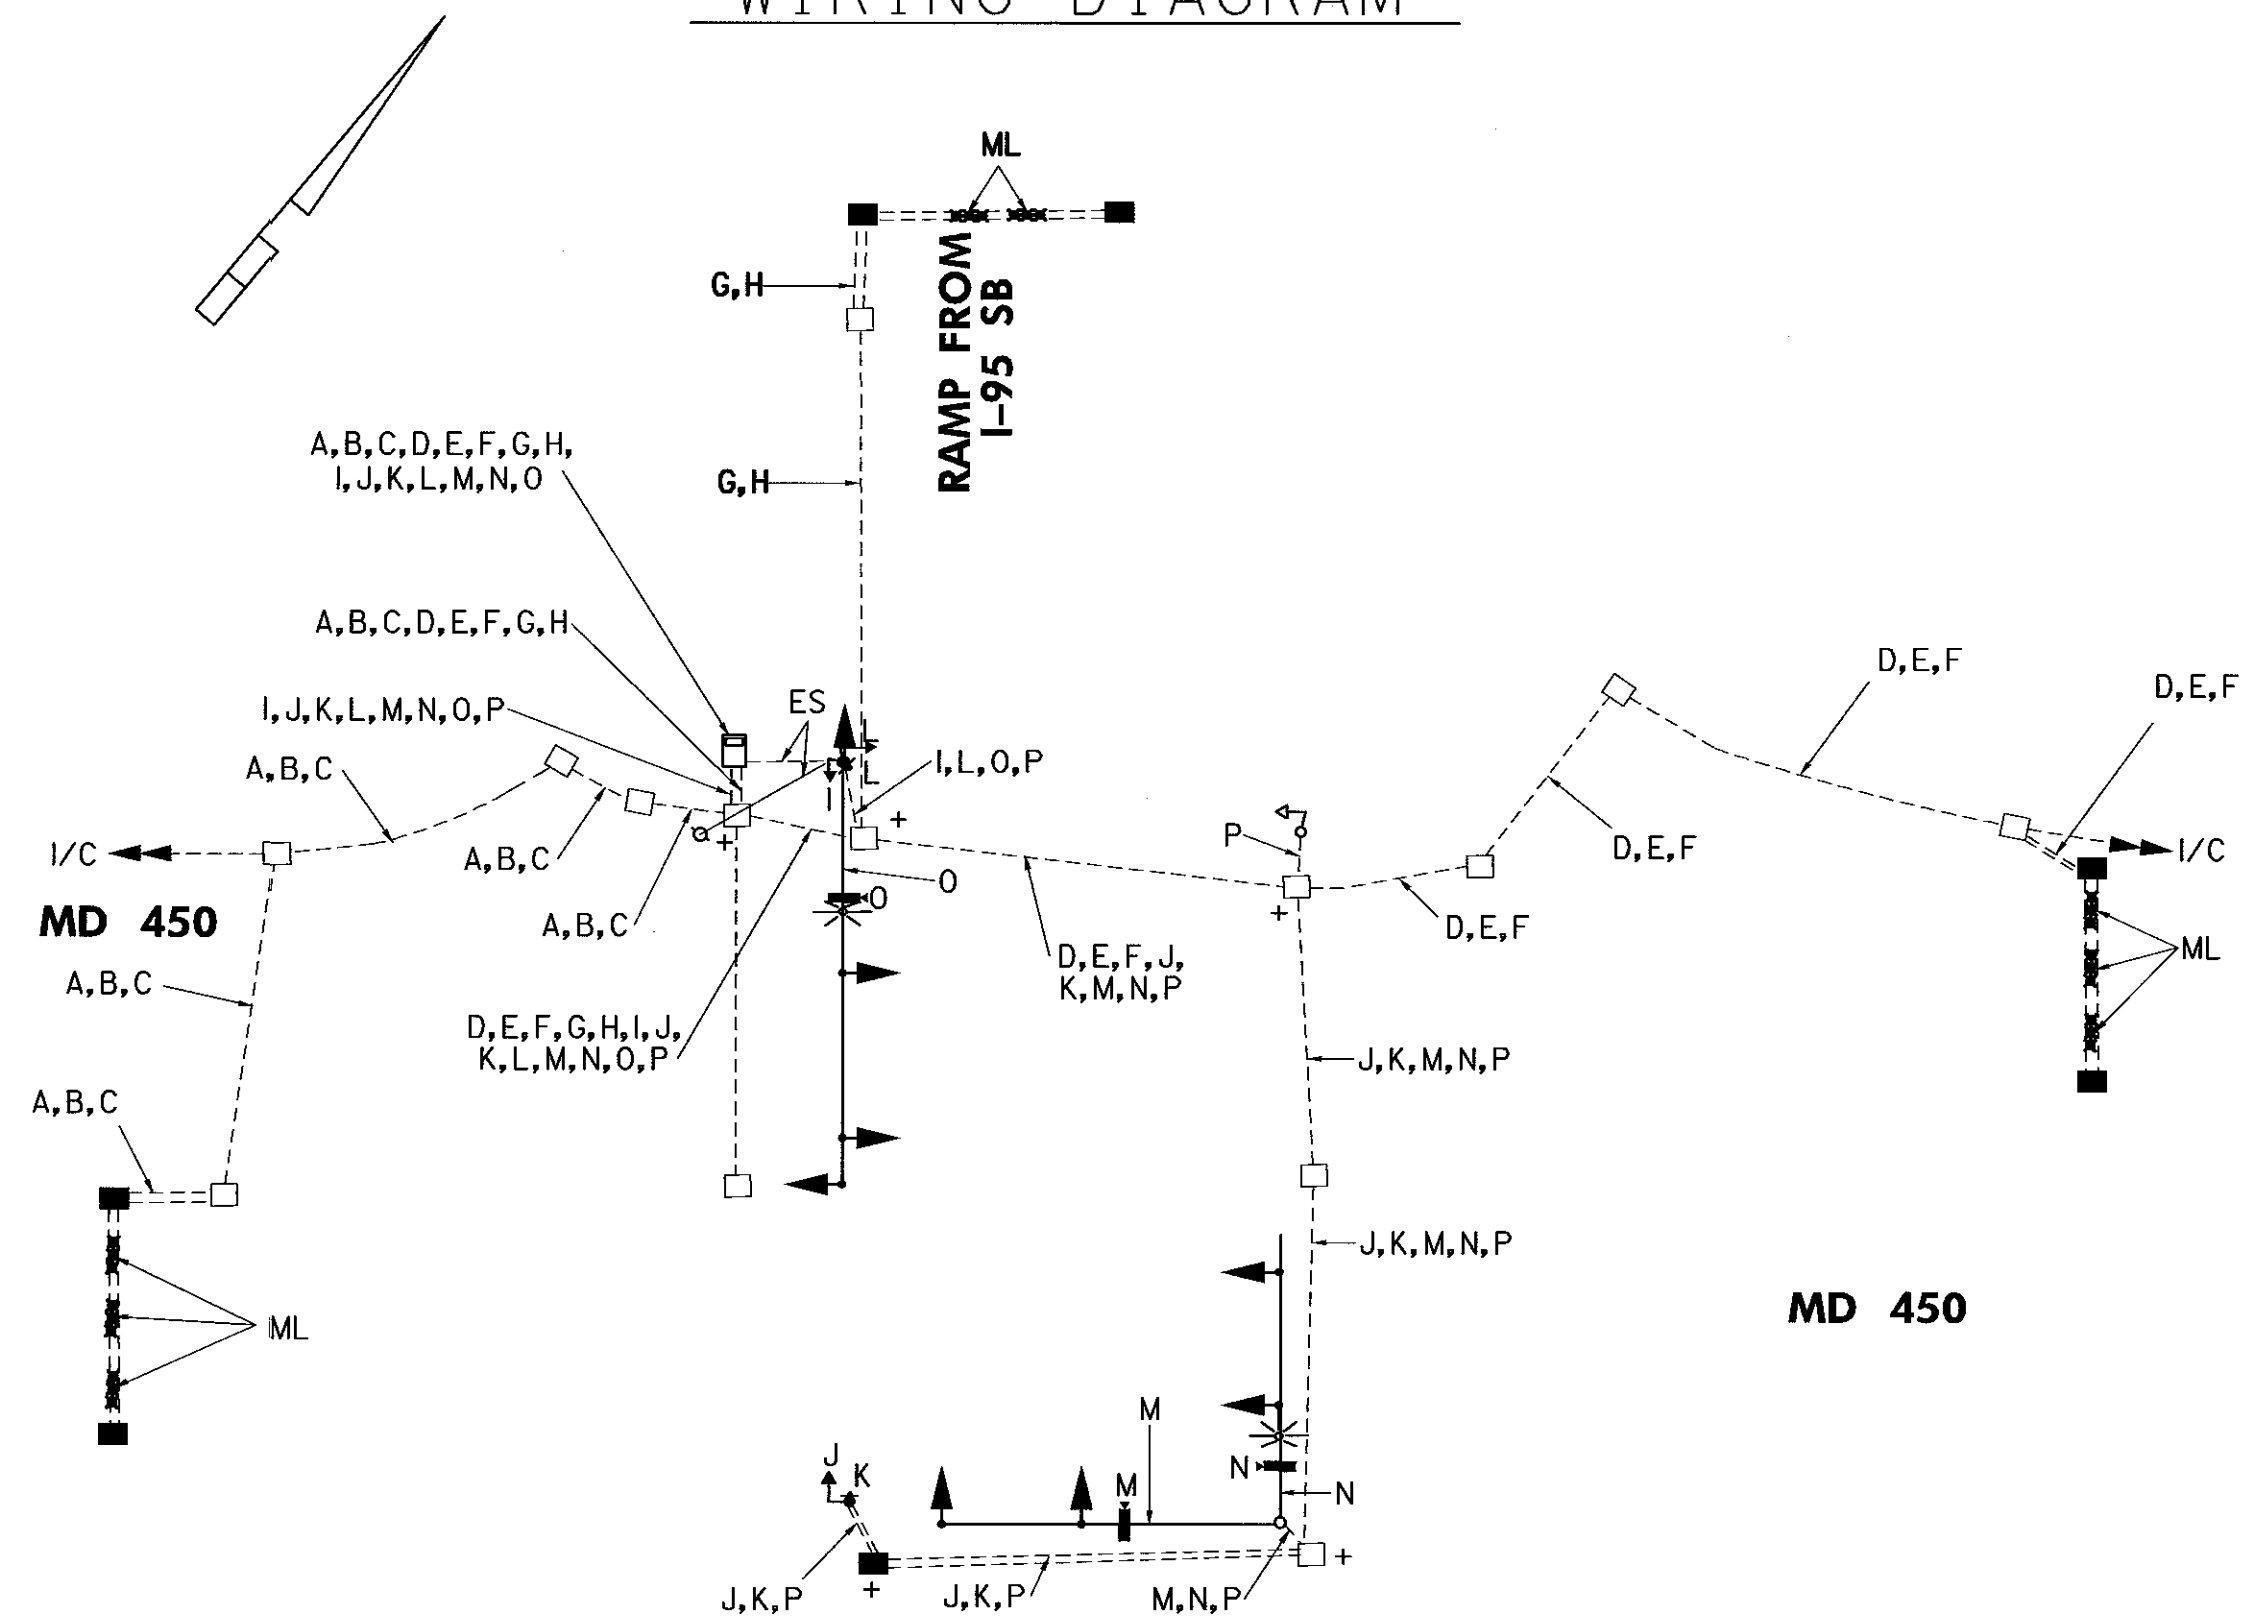 WIRING DIAGRAM
ML
G,H
RAMP FROM
I-95 SB
A,B,C,D,E,F,G,H,
I,J,K,L,M,N,O
G,H
A,B,C,D,E,F,G,H
D,E,F
D,E,F
I,J,K,L,M,N,O,P
ES
L
A,B,C
I
L
I,L,O,P
I/C
A,B,C
P
D,E,F
I/C
MD 450
A,B,C
O
O
D,E,F
D,E,F,J,
K,M,N,P
ML
A,B,C
D,E,F,G,H,I,J,
K,L,M,N,O,P
J,K,M,N,P
A,B,C
J,K,M,N,P
MD 450
ML
M
J
K
M
N
N
J,K,P
J,K,P
M,N,P